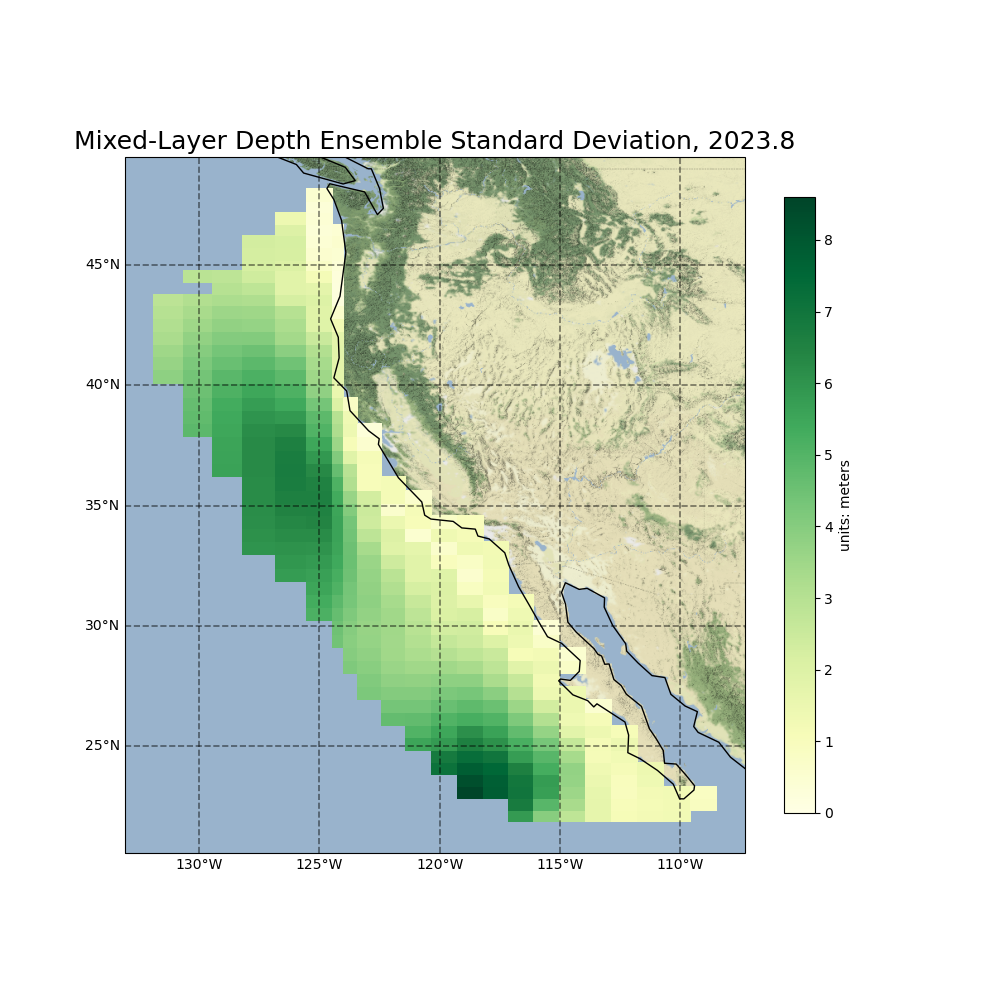 Mixed-Layer Depth Ensemble Standard Deviation, 2023.8
45°N
40°N
35°N
30°N
25°N
130°W
125°W
120°W
115°W
110°W
8
7
6
5
4
3
2
1
0
units: meters